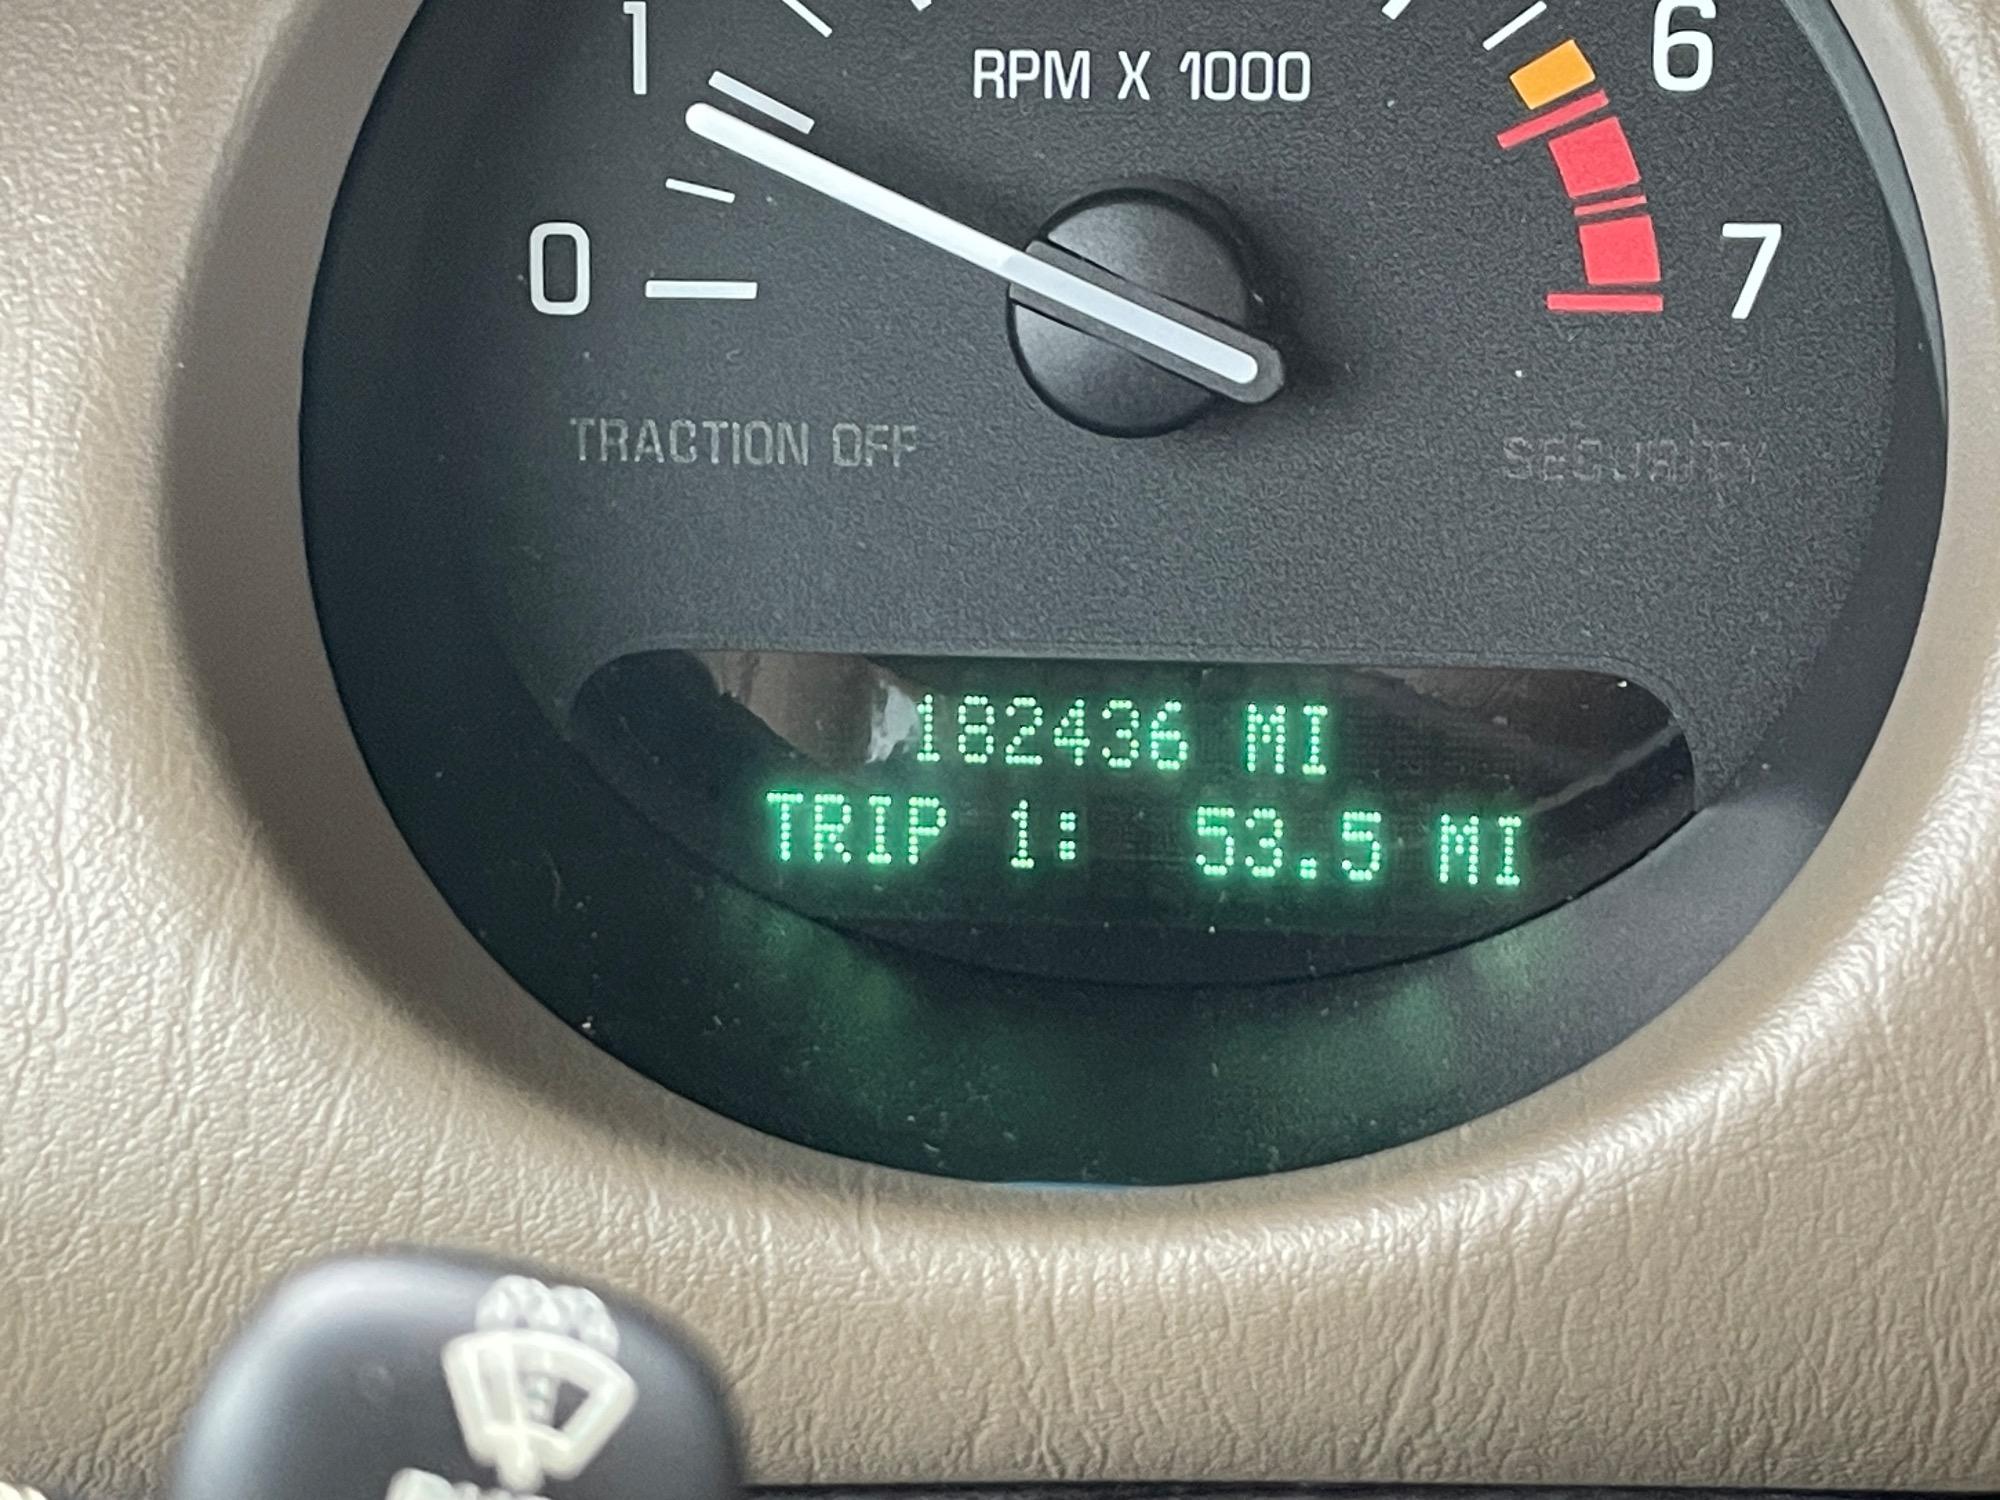 1
6
RPM X 1000
0
7
TRACTION OFF
SECURITY
182436 MI
TRIP 1: 53.5 MI